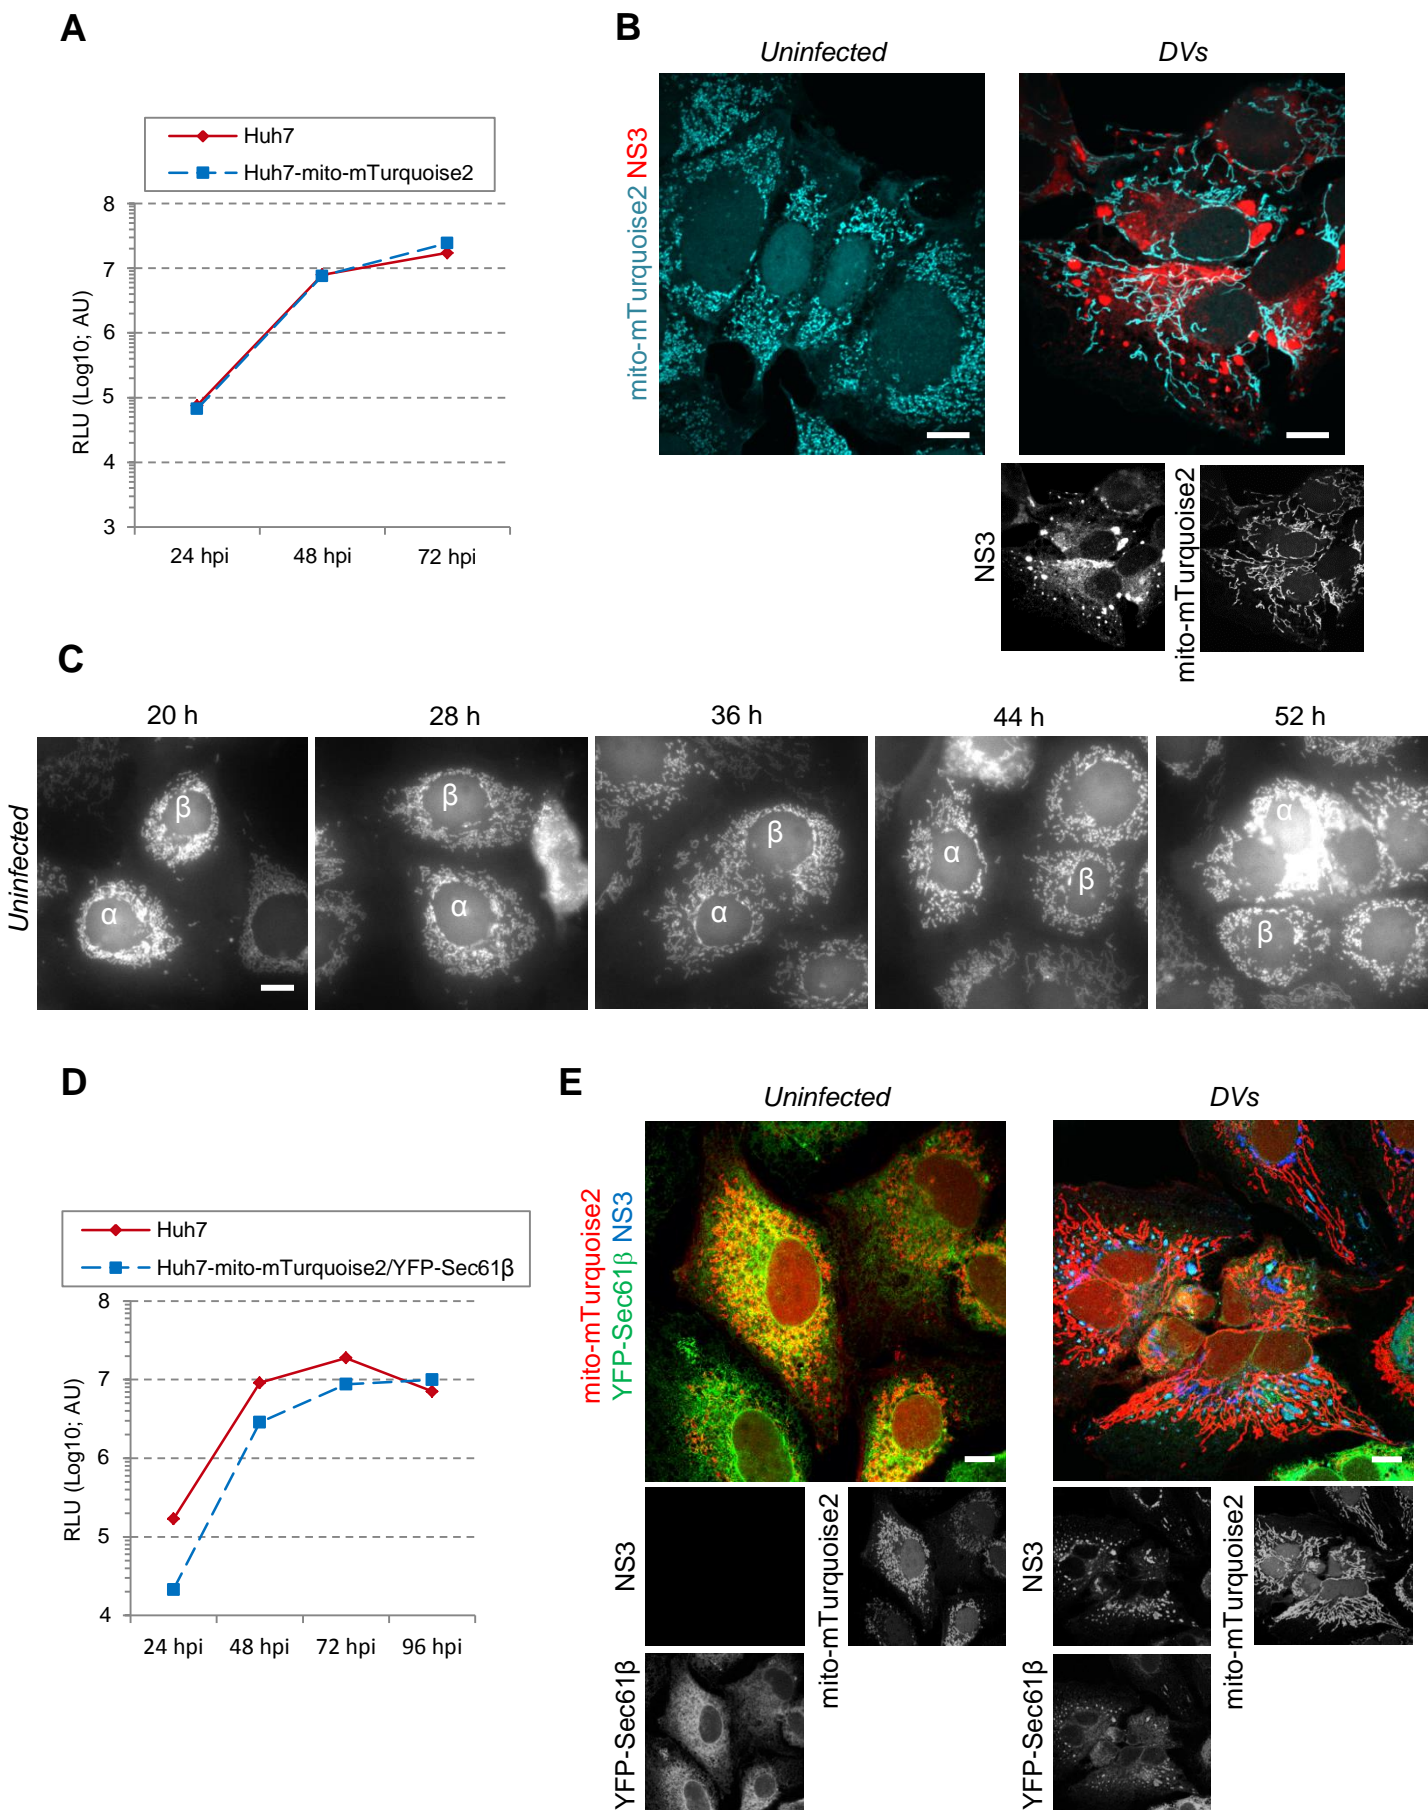 A
Huh7
Huh7-mito-mTurquoise2
8
7
6
5
4
3
RLU (Log10; AU)
24 hpi 48 hpi 72 hpi
B
Uninfected DVs
mito-mTurquoise2 NS3
NS3
mito-mTurquoise2
C
20 h 28 h 36 h 44 h 52 h
Uninfected
β β β α α
α α α β β
D
Huh7
Huh7-mito-mTurquoise2/YFP-Sec61β
8
7
6
5
4
RLU (Log10; AU)
24 hpi 48 hpi 72 hpi 96 hpi
E
Uninfected DVs
mito-mTurquoise2
YFP-Sec61β NS3
NS3
mito-mTurquoise2
NS3
mito-mTurquoise2
YFP-Sec61β
YFP-Sec61β